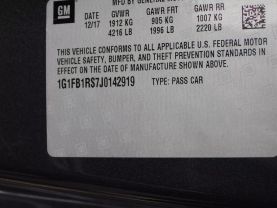 MFD BY GENERAL MO
GM
DATE GVWR GAWR FRT GAWR RR
12/17 1912 KG 905 KG 1007 KG
4216 LB 1996 LB 2220 LB
THIS VEHICLE CONFORMS TO ALL APPLICABLE U.S. FEDERAL MOTOR
VEHICLE SAFETY, BUMPER, AND THEFT PREVENTION STANDARDS
IN EFFECT ON THE DATE OF MANUFACTURE SHOWN ABOVE.
1G1FB1RS7J0142919 TYPE: PASS CAR